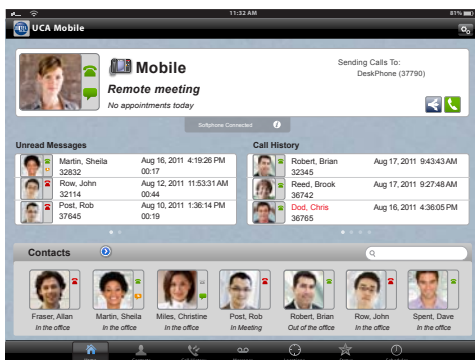 11:32 AM
81%
MITEL
UCA Mobile
Mobile
Remote meeting
No appointments today
Sending Calls To:
DeskPhone (37790)
Softphone Connected
Unread Messages
Martin, Sheila Aug 16, 2011 4:19:26 PM
32832 00:17
Row, John Aug 12, 2011 11:53:31 AM
32114 00:44
Post, Rob Aug 10, 2011 1:36:14 PM
37645 00:19
Call History
Robert, Brian Aug 17, 2011 9:43:43 AM
32345
Reed, Brook Aug 17, 2011 9:27:48 AM
36742
Dod, Chris Aug 16, 2011 4:36:05 PM
36765
Contacts
Fraser, Allan Martin, Sheila Miles, Christine Post, Rob Robert, Brian Row, John Spent, Dave
In the office In the office In the office In Meeting Out of the office In the office In the office
Home Contacts